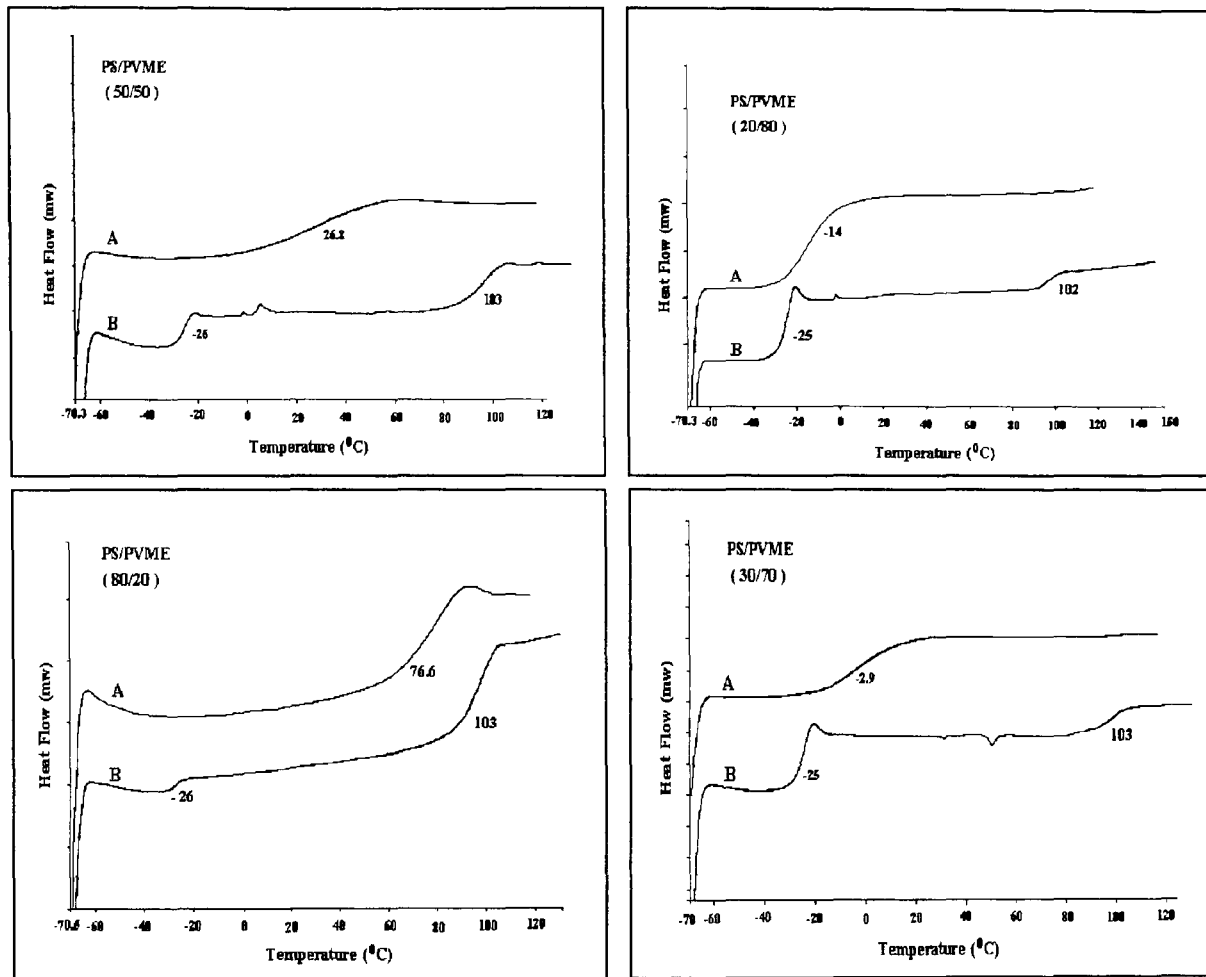 PS/PVME
( 50/50 )
Heat Flow (mw)
A
26.8
B
-26
103
-70.3 -60 -40 -20 0 20 40 60 80 100 120
Temperature (⁰C)
PS/PVME
( 20/80 )
Heat Flow (mw)
A
-14
B
-25
102
-70.3 -60 -40 -20 0 20 40 60 80 100 120 140 160
Temperature (⁰C)
PS/PVME
( 80/20 )
Heat Flow (mw)
A
76.6
B
- 26
103
-60 -40 -20 0 20 40 60 80 100 120
Temperature (⁰C)
PS/PVME
( 30/70 )
Heat Flow (mw)
A
-2.9
B
-25
103
-70 -60 -40 -20 0 20 40 60 80 100 120
Temperature (⁰C)